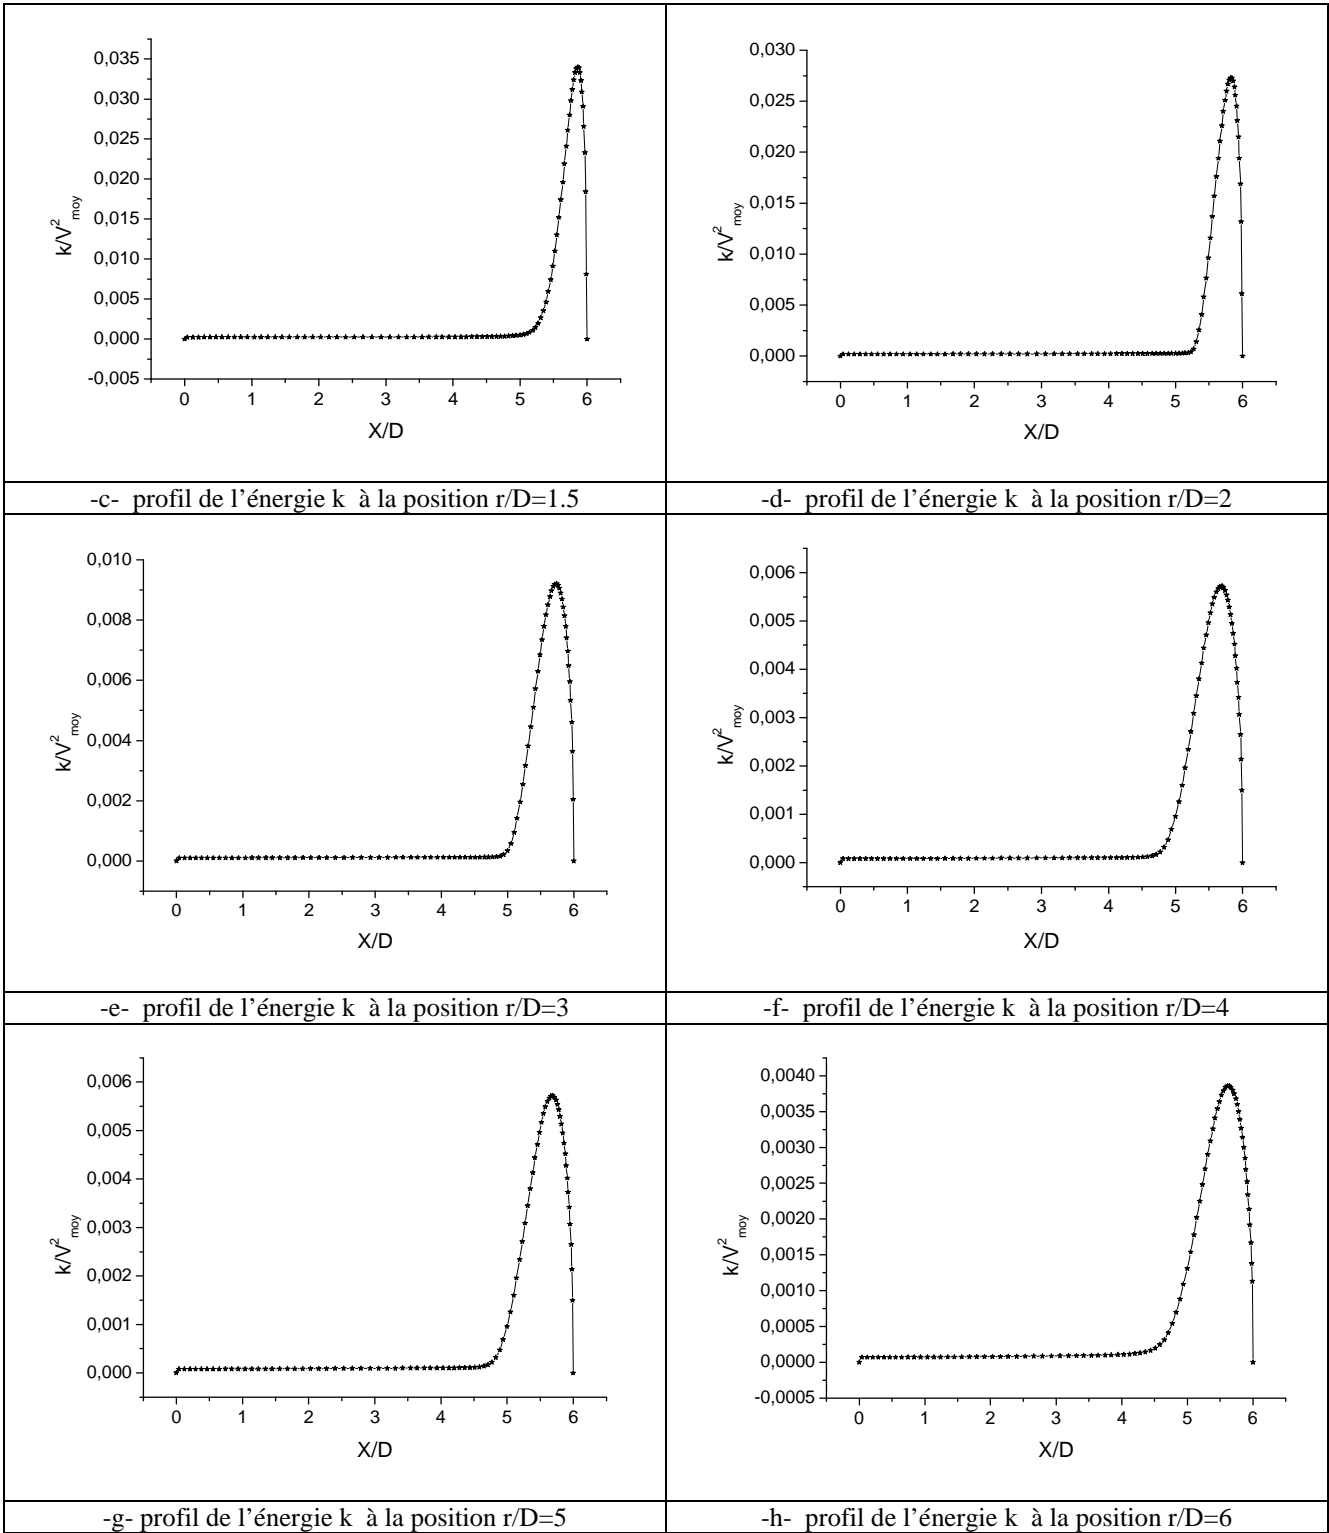 0,035
0,030
0,025
0,020
0,015
0,010
0,005
0,000
-0,005
k/V²moy
0 1 2 3 4 5 6
X/D
0,030
0,025
0,020
0,015
0,010
0,005
0,000
k/V²moy
0 1 2 3 4 5 6
X/D
-c- profil de l’énergie k à la position r/D=1.5
-d- profil de l’énergie k à la position r/D=2
0,010
0,008
0,006
0,004
0,002
0,000
k/V²moy
0 1 2 3 4 5 6
X/D
0,006
0,005
0,004
0,003
0,002
0,001
0,000
k/V²moy
0 1 2 3 4 5 6
X/D
-e- profil de l’énergie k à la position r/D=3
-f- profil de l’énergie k à la position r/D=4
0,006
0,005
0,004
0,003
0,002
0,001
0,000
k/V²moy
0 1 2 3 4 5 6
X/D
0,0040
0,0035
0,0030
0,0025
0,0020
0,0015
0,0010
0,0005
0,0000
-0,0005
k/V²moy
0 1 2 3 4 5 6
X/D
-g- profil de l’énergie k à la position r/D=5
-h- profil de l’énergie k à la position r/D=6